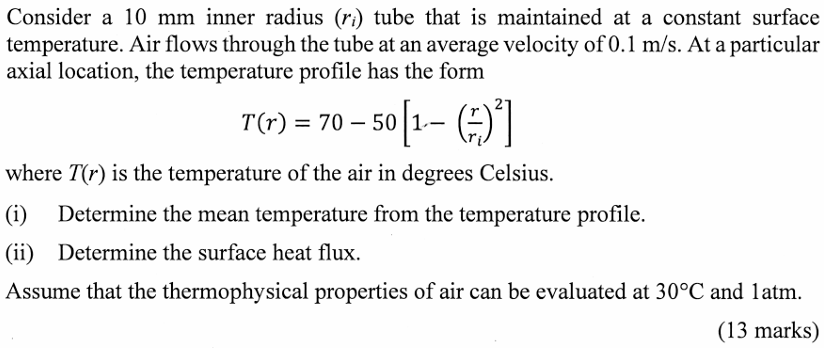 Consider a 10 mm inner radius (rᵢ) tube that is maintained at a constant surface
temperature. Air flows through the tube at an average velocity of 0.1 m/s. At a particular
axial location, the temperature profile has the form
T(r) = 70 − 50 [1 − (r/rᵢ)²]
where T(r) is the temperature of the air in degrees Celsius.
(i) Determine the mean temperature from the temperature profile.
(ii) Determine the surface heat flux.
Assume that the thermophysical properties of air can be evaluated at 30°C and 1atm.
(13 marks)